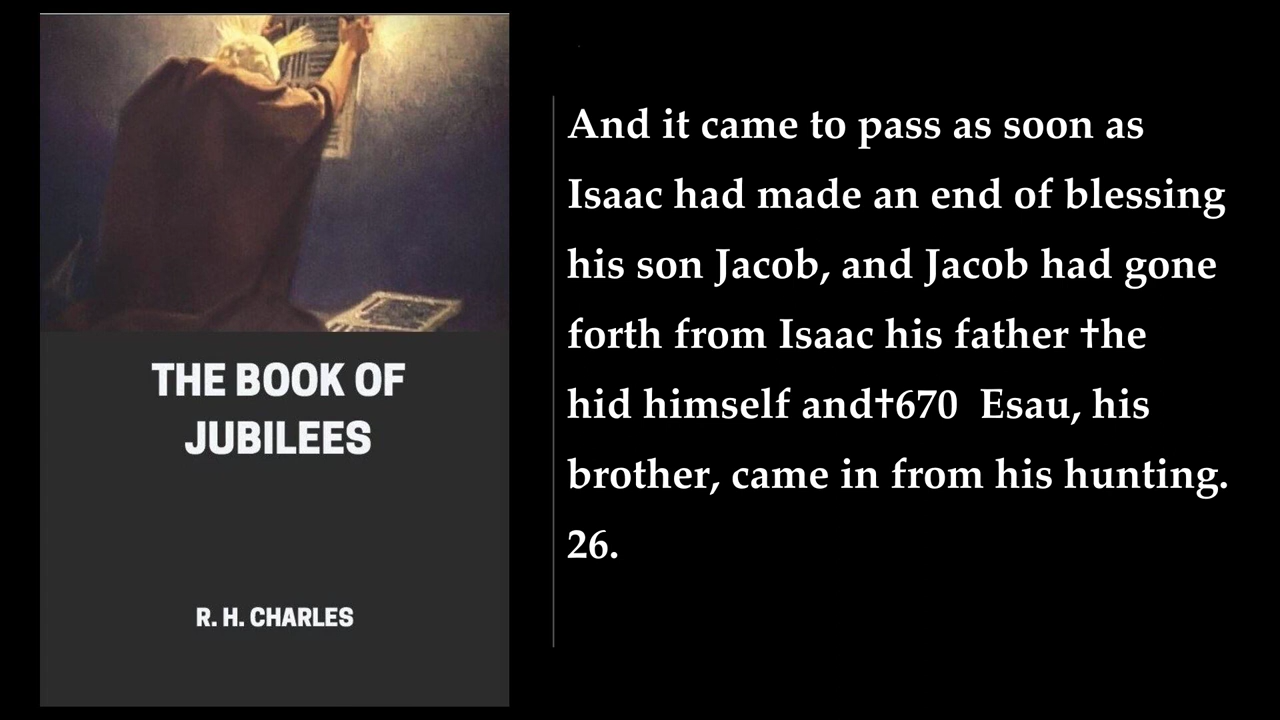 THE BOOK OF
JUBILEES
R. H. CHARLES
And it came to pass as soon as
Isaac had made an end of blessing
his son Jacob, and Jacob had gone
forth from Isaac his father †he
hid himself and†670  Esau, his
brother, came in from his hunting.
26.